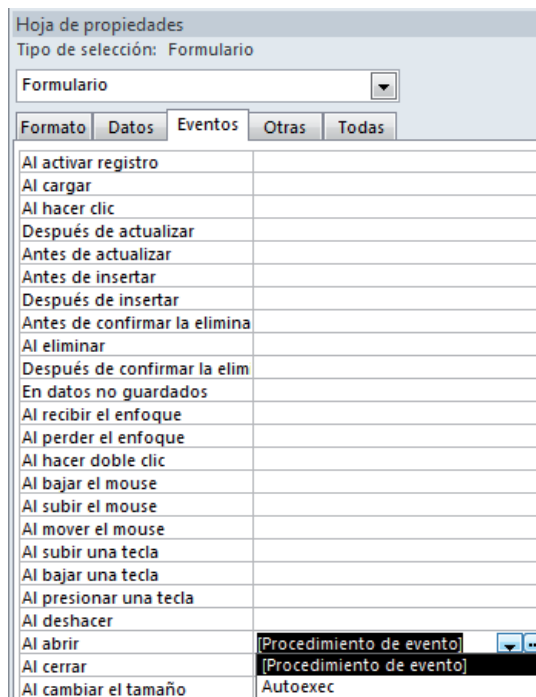 Hoja de propiedades
Tipo de selección: Formulario
Formulario
Formato Datos Eventos Otras Todas
Al activar registro
Al cargar
Al hacer clic
Después de actualizar
Antes de actualizar
Antes de insertar
Después de insertar
Antes de confirmar la elimina
Al eliminar
Después de confirmar la elim
En datos no guardados
Al recibir el enfoque
Al perder el enfoque
Al hacer doble clic
Al bajar el mouse
Al subir el mouse
Al mover el mouse
Al subir una tecla
Al bajar una tecla
Al presionar una tecla
Al deshacer
Al abrir [Procedimiento de evento]
Al cerrar [Procedimiento de evento]
Al cambiar el tamaño Autoexec